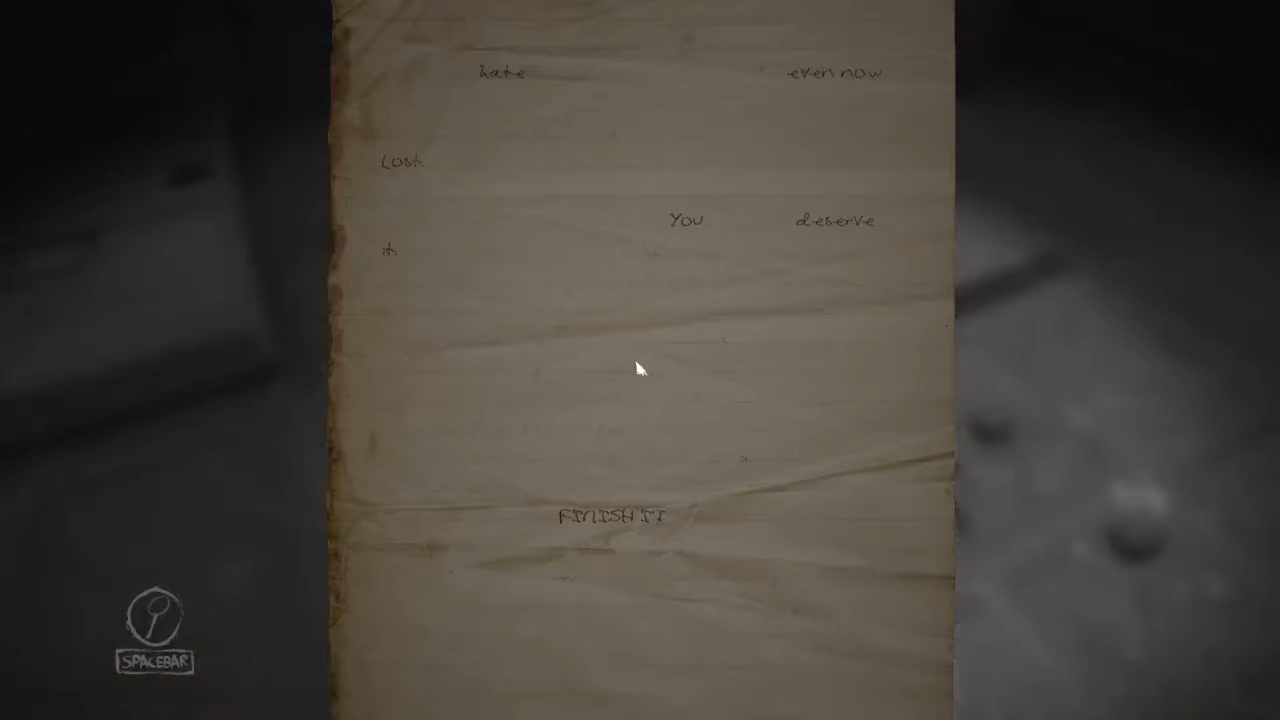 hate even now
Lost
You deserve
it
a
FINISH IT
SPACEBAR